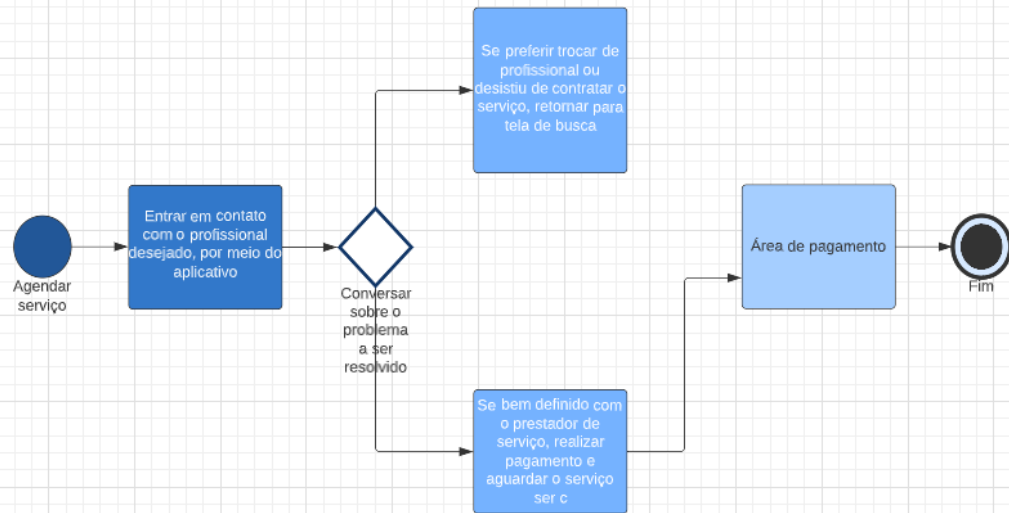 Se preferir trocar de
profissional ou
desistiu de contratar o
serviço, retornar para
tela de busca
Entrar em contato
com o profissional
desejado, por meio do
aplicativo
Agendar
serviço
Conversar
sobre o
problema
a ser
resolvido
Área de pagamento
Fim
Se bem definido com
o prestador de
serviço, realizar
pagamento e
aguardar o serviço
ser c